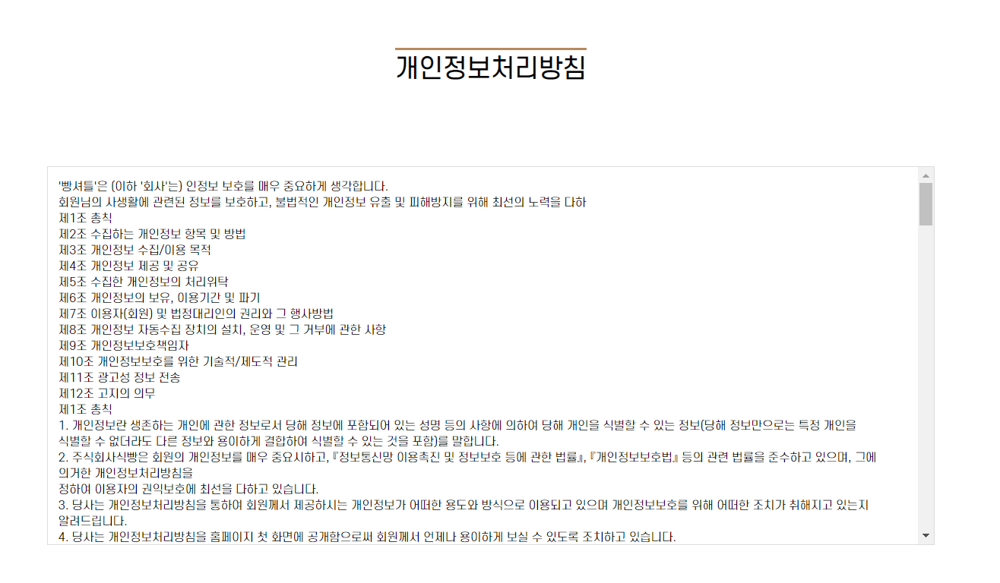 개인정보처리방침
'빵셔틀'은 (이하 '회사'는) 인정보 보호를 매우 중요하게 생각합니다.
회원님의 사생활에 관련된 정보를 보호하고, 불법적인 개인정보 유출 및 피해방지를 위해 최선의 노력을 다하
제1조 총칙
제2조 수집하는 개인정보 항목 및 방법
제3조 개인정보 수집/이용 목적
제4조 개인정보 제공 및 공유
제5조 수집한 개인정보의 처리위탁
제6조 개인정보의 보유, 이용기간 및 파기
제7조 이용자(회원) 및 법정대리인의 권리와 그 행사방법
제8조 개인정보 자동수집 장치의 설치, 운영 및 그 거부에 관한 사항
제9조 개인정보보호책임자
제10조 개인정보보호를 위한 기술적/제도적 관리
제11조 광고성 정보 전송
제12조 고지의 의무
제1조 총칙
1. 개인정보란 생존하는 개인에 관한 정보로서 당해 정보에 포함되어 있는 성명 등의 사항에 의하여 당해 개인을 식별할 수 있는 정보(당해 정보만으로는 특정 개인을
식별할 수 없더라도 다른 정보와 용이하게 결합하여 식별할 수 있는 것을 포함)를 말합니다.
2. 주식회사식빵은 회원의 개인정보를 매우 중요시하고, 『정보통신망 이용촉진 및 정보보호 등에 관한 법률』, 『개인정보보호법』 등의 관련 법률을 준수하고 있으며, 그에
의거한 개인정보처리방침을
정하여 이용자의 권익보호에 최선을 다하고 있습니다.
3. 당사는 개인정보처리방침을 통하여 회원께서 제공하시는 개인정보가 어떠한 용도와 방식으로 이용되고 있으며 개인정보보호를 위해 어떠한 조치가 취해지고 있는지
알려드립니다.
4. 당사는 개인정보처리방침을 홈페이지 첫 화면에 공개함으로써 회원께서 언제나 용이하게 보실 수 있도록 조치하고 있습니다.